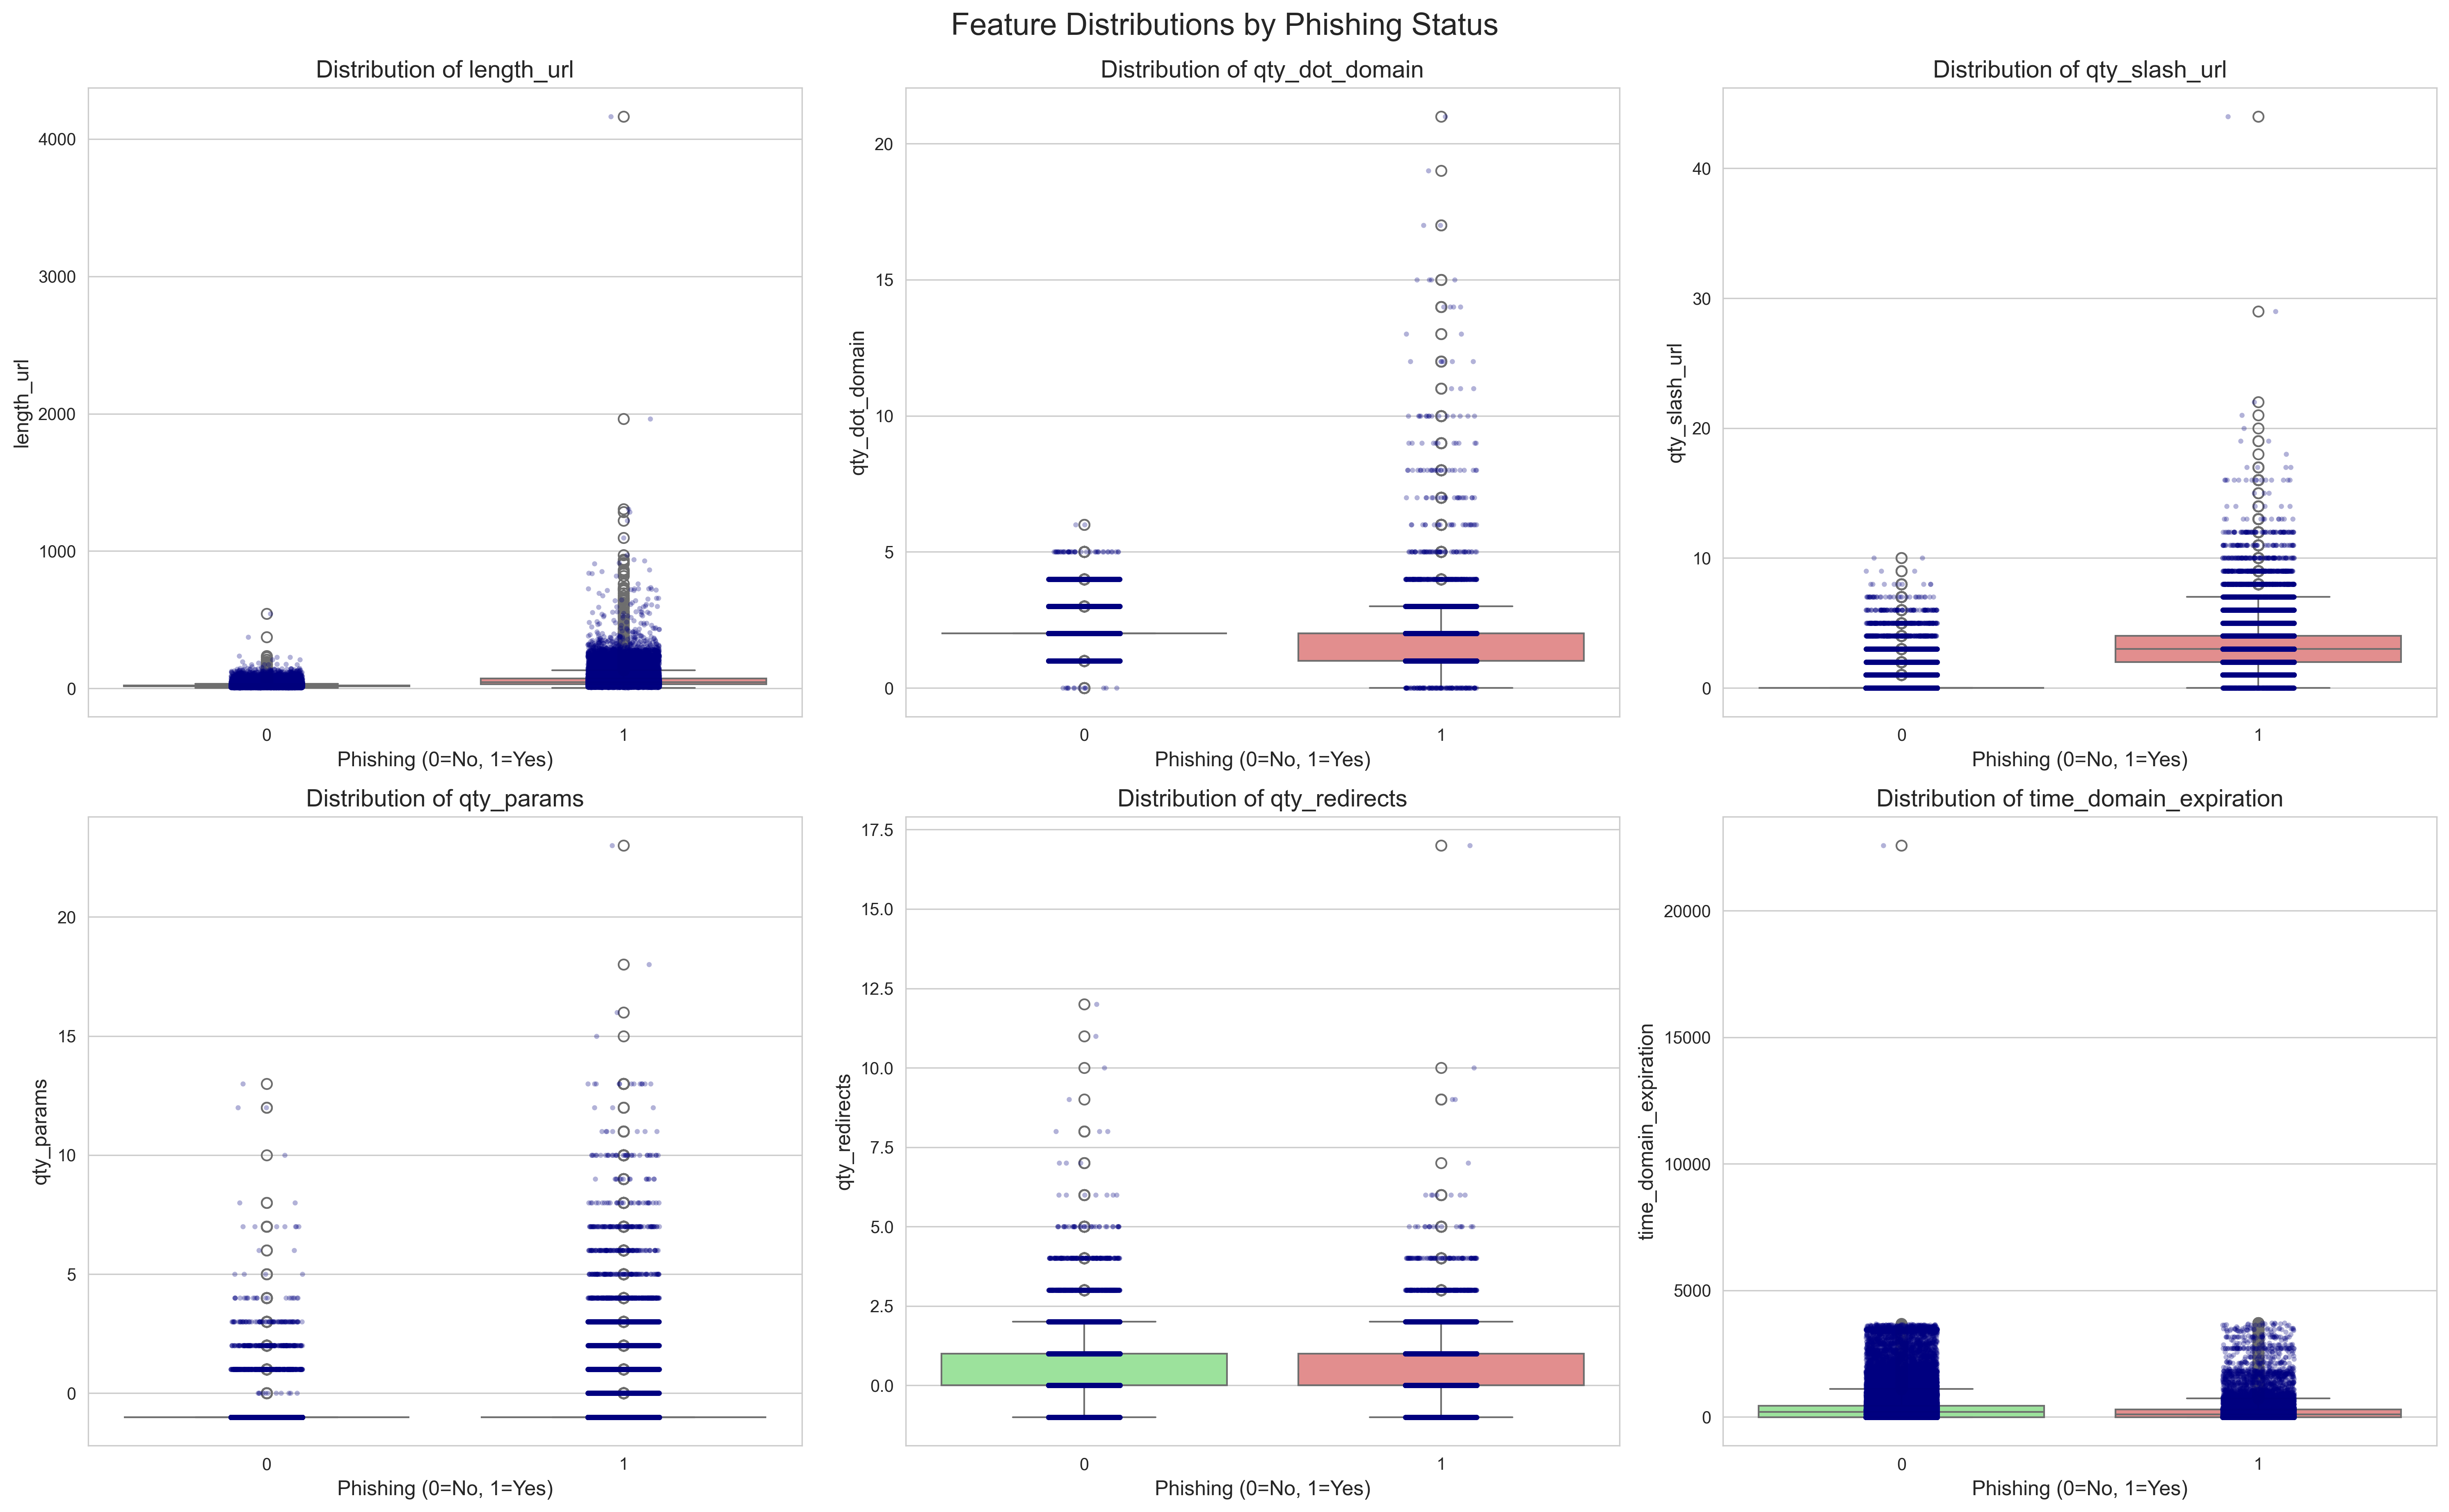 Feature Distributions by Phishing Status
Distribution of length_url
4000
3000
2000
1000
0
length_url
0
1
Phishing (0=No, 1=Yes)
Distribution of qty_dot_domain
20
15
10
5
0
qty_dot_domain
0
1
Phishing (0=No, 1=Yes)
Distribution of qty_slash_url
40
30
20
10
0
qty_slash_url
0
1
Phishing (0=No, 1=Yes)
Distribution of qty_params
20
15
10
5
0
qty_params
0
1
Phishing (0=No, 1=Yes)
Distribution of qty_redirects
17.5
15.0
12.5
10.0
7.5
5.0
2.5
0.0
qty_redirects
0
1
Phishing (0=No, 1=Yes)
Distribution of time_domain_expiration
20000
15000
10000
5000
0
time_domain_expiration
0
1
Phishing (0=No, 1=Yes)